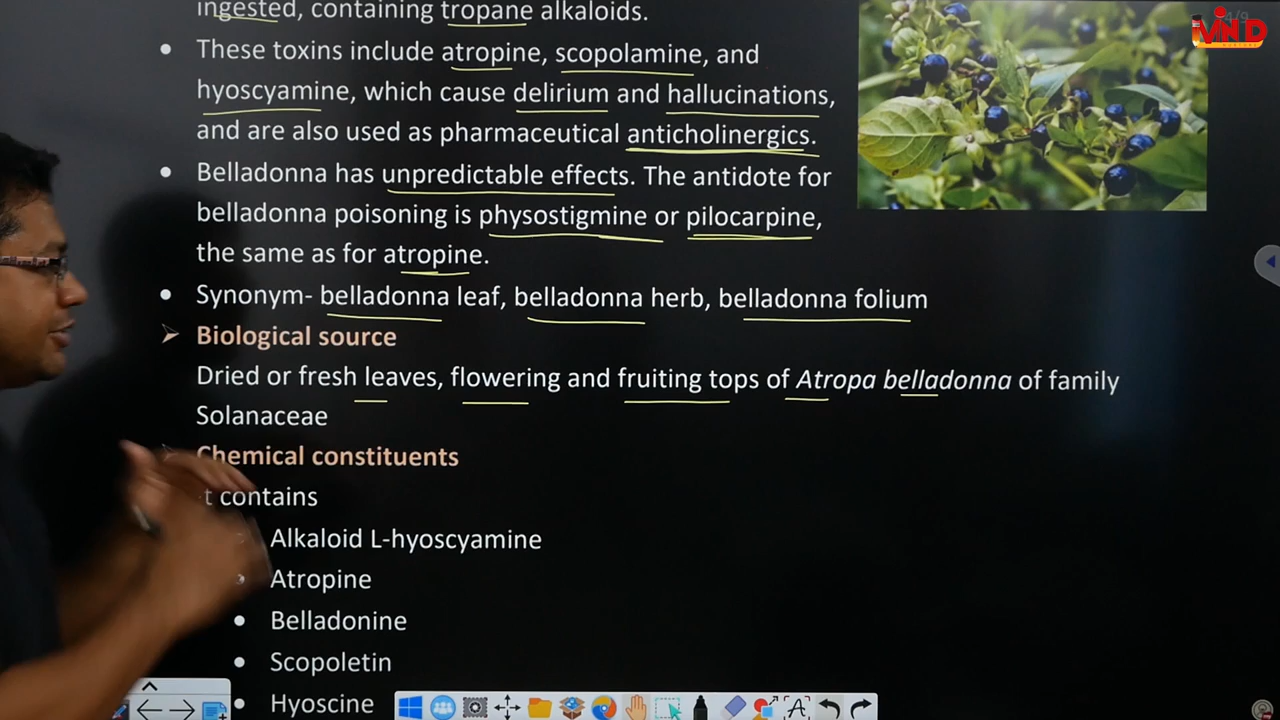 ingested, containing tropane alkaloids.
These toxins include atropine, scopolamine, and
hyoscyamine, which cause delirium and hallucinations,
and are also used as pharmaceutical anticholinergics.
Belladonna has unpredictable effects. The antidote for
belladonna poisoning is physostigmine or pilocarpine,
the same as for atropine.
Synonym- belladonna leaf, belladonna herb, belladonna folium
Biological source
Dried or fresh leaves, flowering and fruiting tops of Atropa belladonna of family
Solanaceae
Chemical constituents
t contains
Alkaloid L-hyoscyamine
Atropine
Belladonine
Scopoletin
Hyoscine